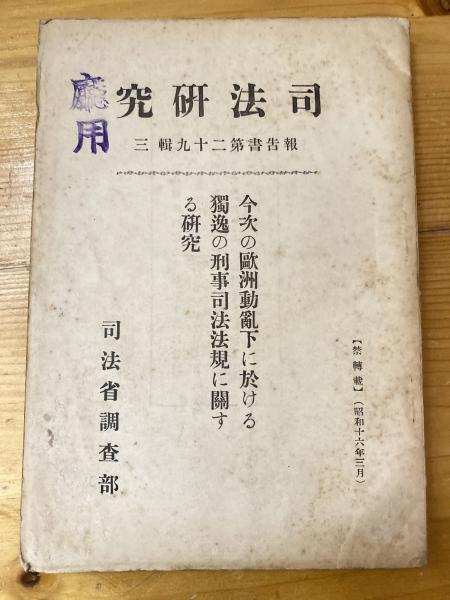 司法研究
報告書第二十九輯三
廳用
【禁轉載】(昭和十六年三月)
今次の歐洲動亂下に於ける
獨逸の刑事司法法規に關す
る研究
司法省調査部